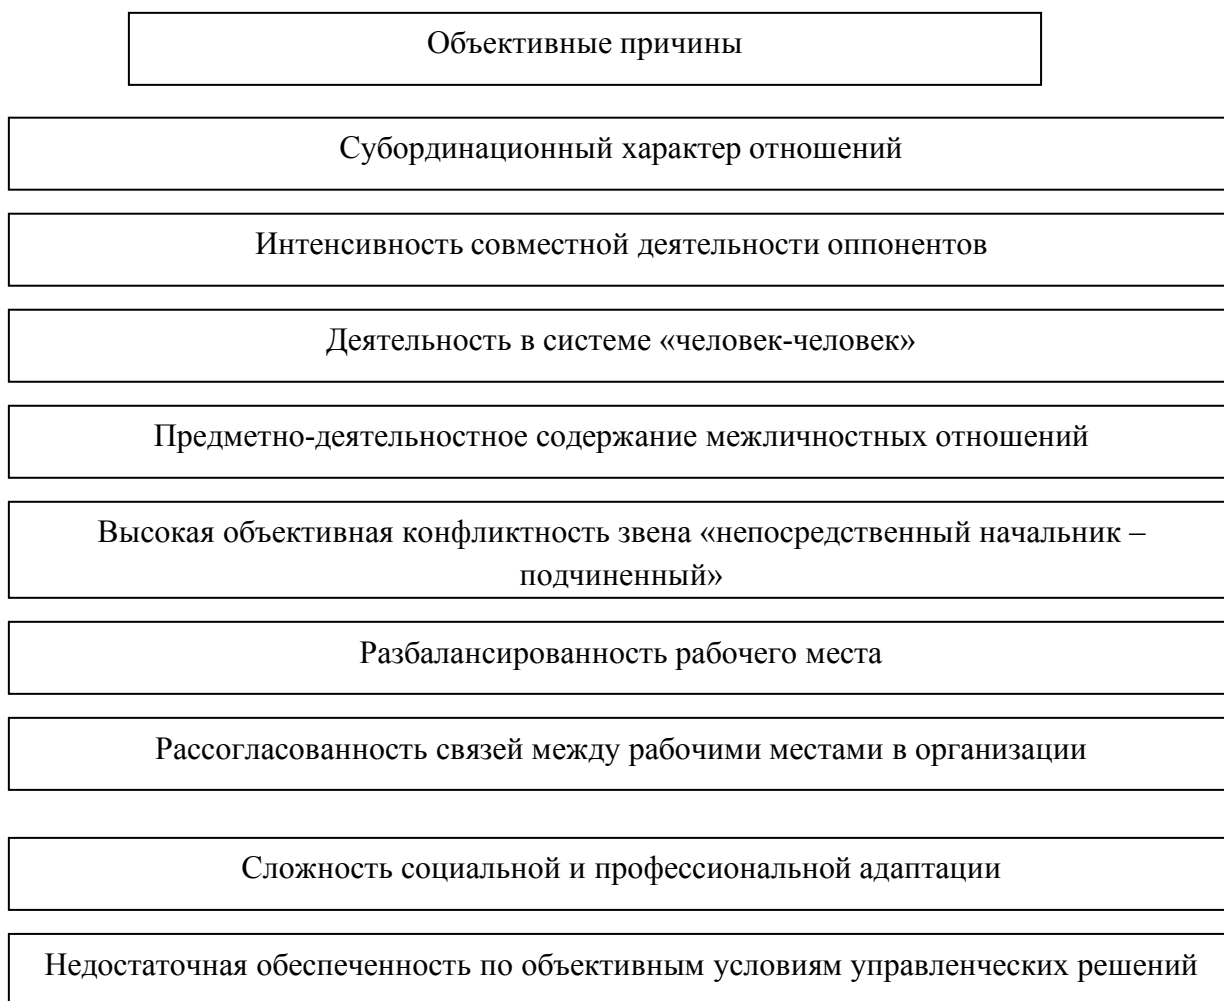 Объективные причины
Субординационный характер отношений
Интенсивность совместной деятельности оппонентов
Деятельность в системе «человек-человек»
Предметно-деятельностное содержание межличностных отношений
Высокая объективная конфликтность звена «непосредственный начальник –
подчиненный»
Разбалансированность рабочего места
Рассогласованность связей между рабочими местами в организации
Сложность социальной и профессиональной адаптации
Недостаточная обеспеченность по объективным условиям управленческих решений